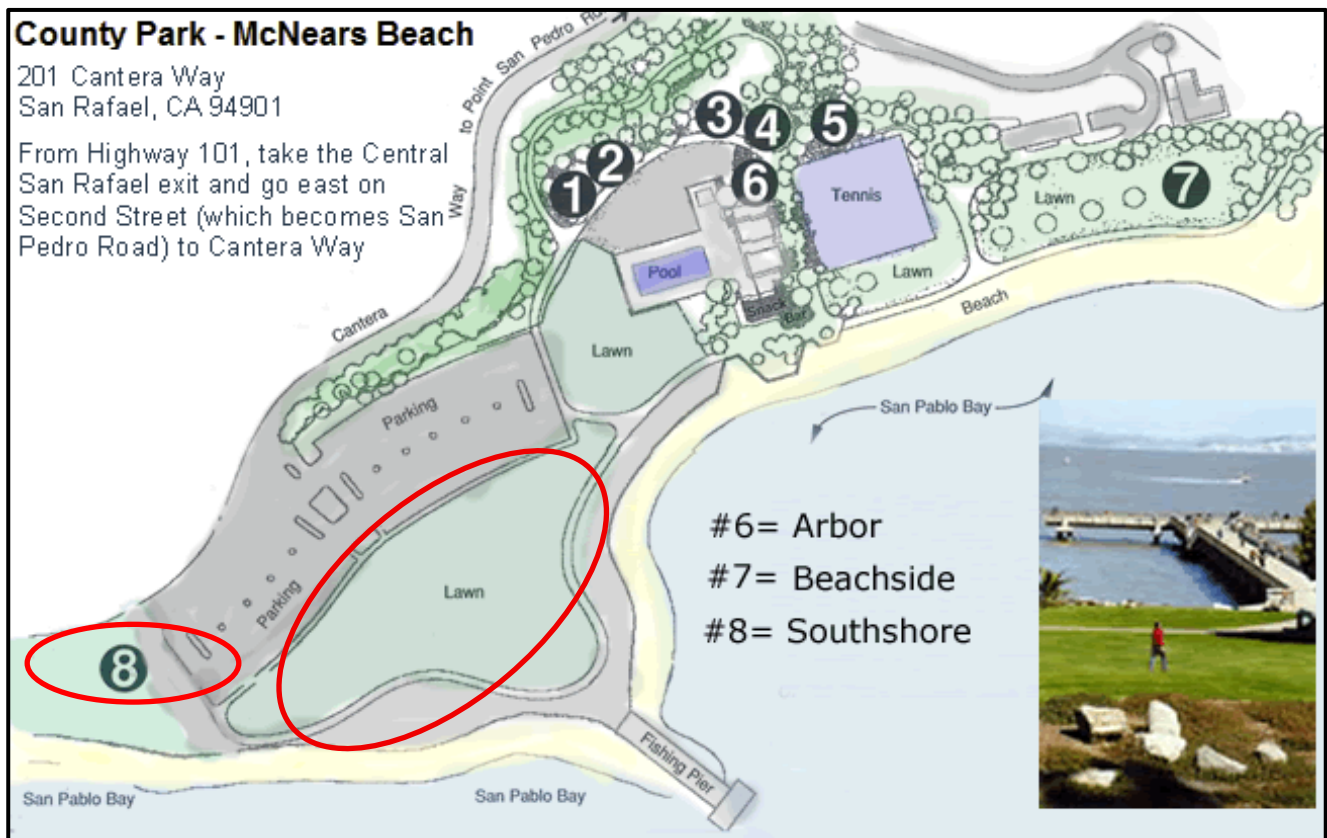 County Park - McNears Beach
201 Cantera Way
San Rafael, CA 94901
From Highway 101, take the Central
San Rafael exit and go east on
Second Street (which becomes San
Pedro Road) to Cantera Way
Cantera Way to Point San Pedro
3
4
5
2
1
6
7
Tennis
Lawn
Pool
Lawn
Snack
Bar
Beach
Lawn
Parking
San Pablo Bay
#6= Arbor
#7= Beachside
#8= Southshore
Lawn
Parking
8
Fishing Pier
San Pablo Bay
San Pablo Bay